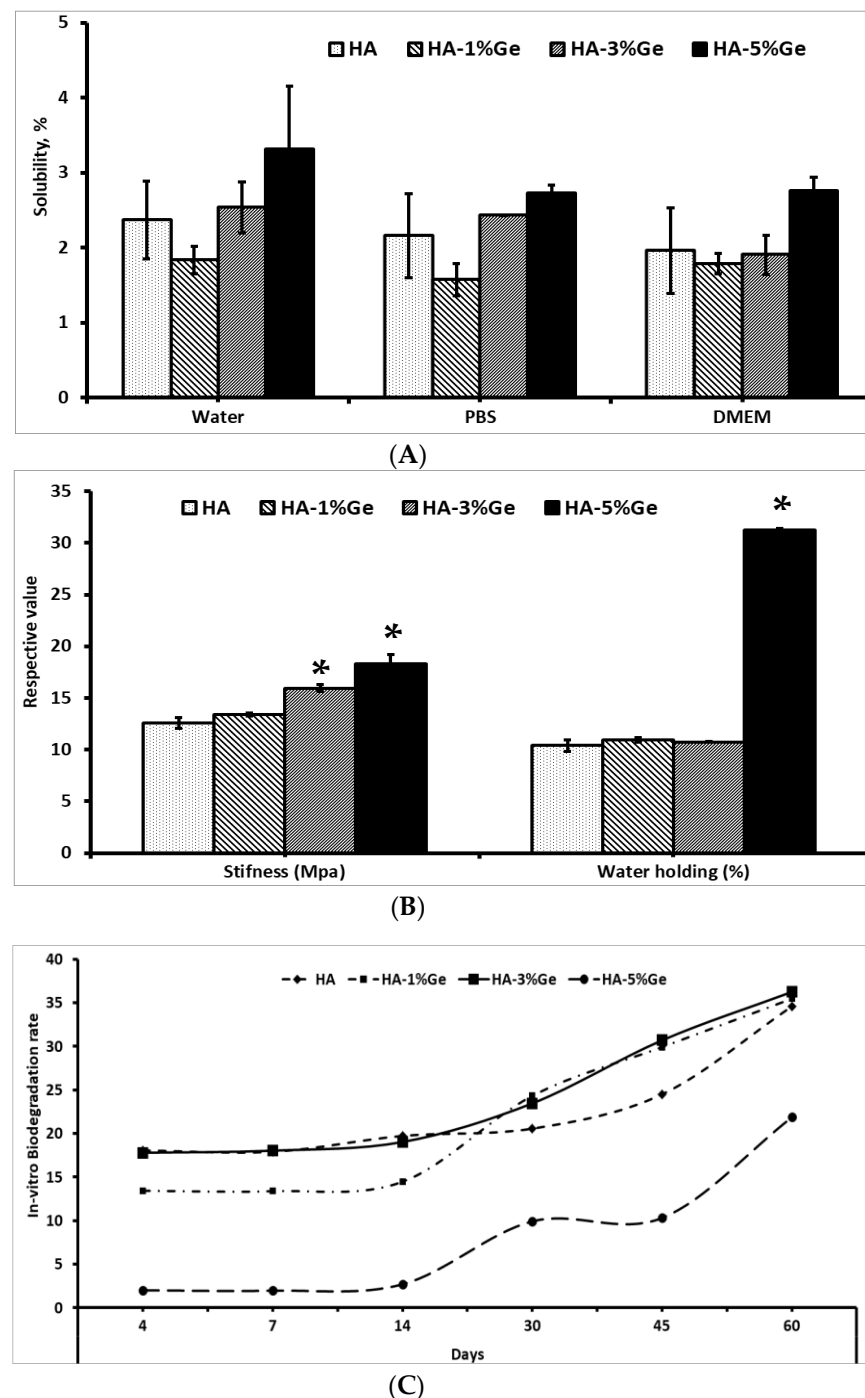 5
HA HA-1%Ge HA-3%Ge HA-5%Ge
4
Solubility, %
3
2
1
0
Water PBS DMEM
(A)
35
HA HA-1%Ge HA-3%Ge HA-5%Ge
*
30
25
Respective value
20
* *
15
10
5
0
Stifness (Mpa) Water holding (%)
(B)
40
HA HA-1%Ge HA-3%Ge HA-5%Ge
35
30
25
In-vitro Biodegradation rate
20
15
10
5
0
4 7 14 30 45 60
Days
(C)